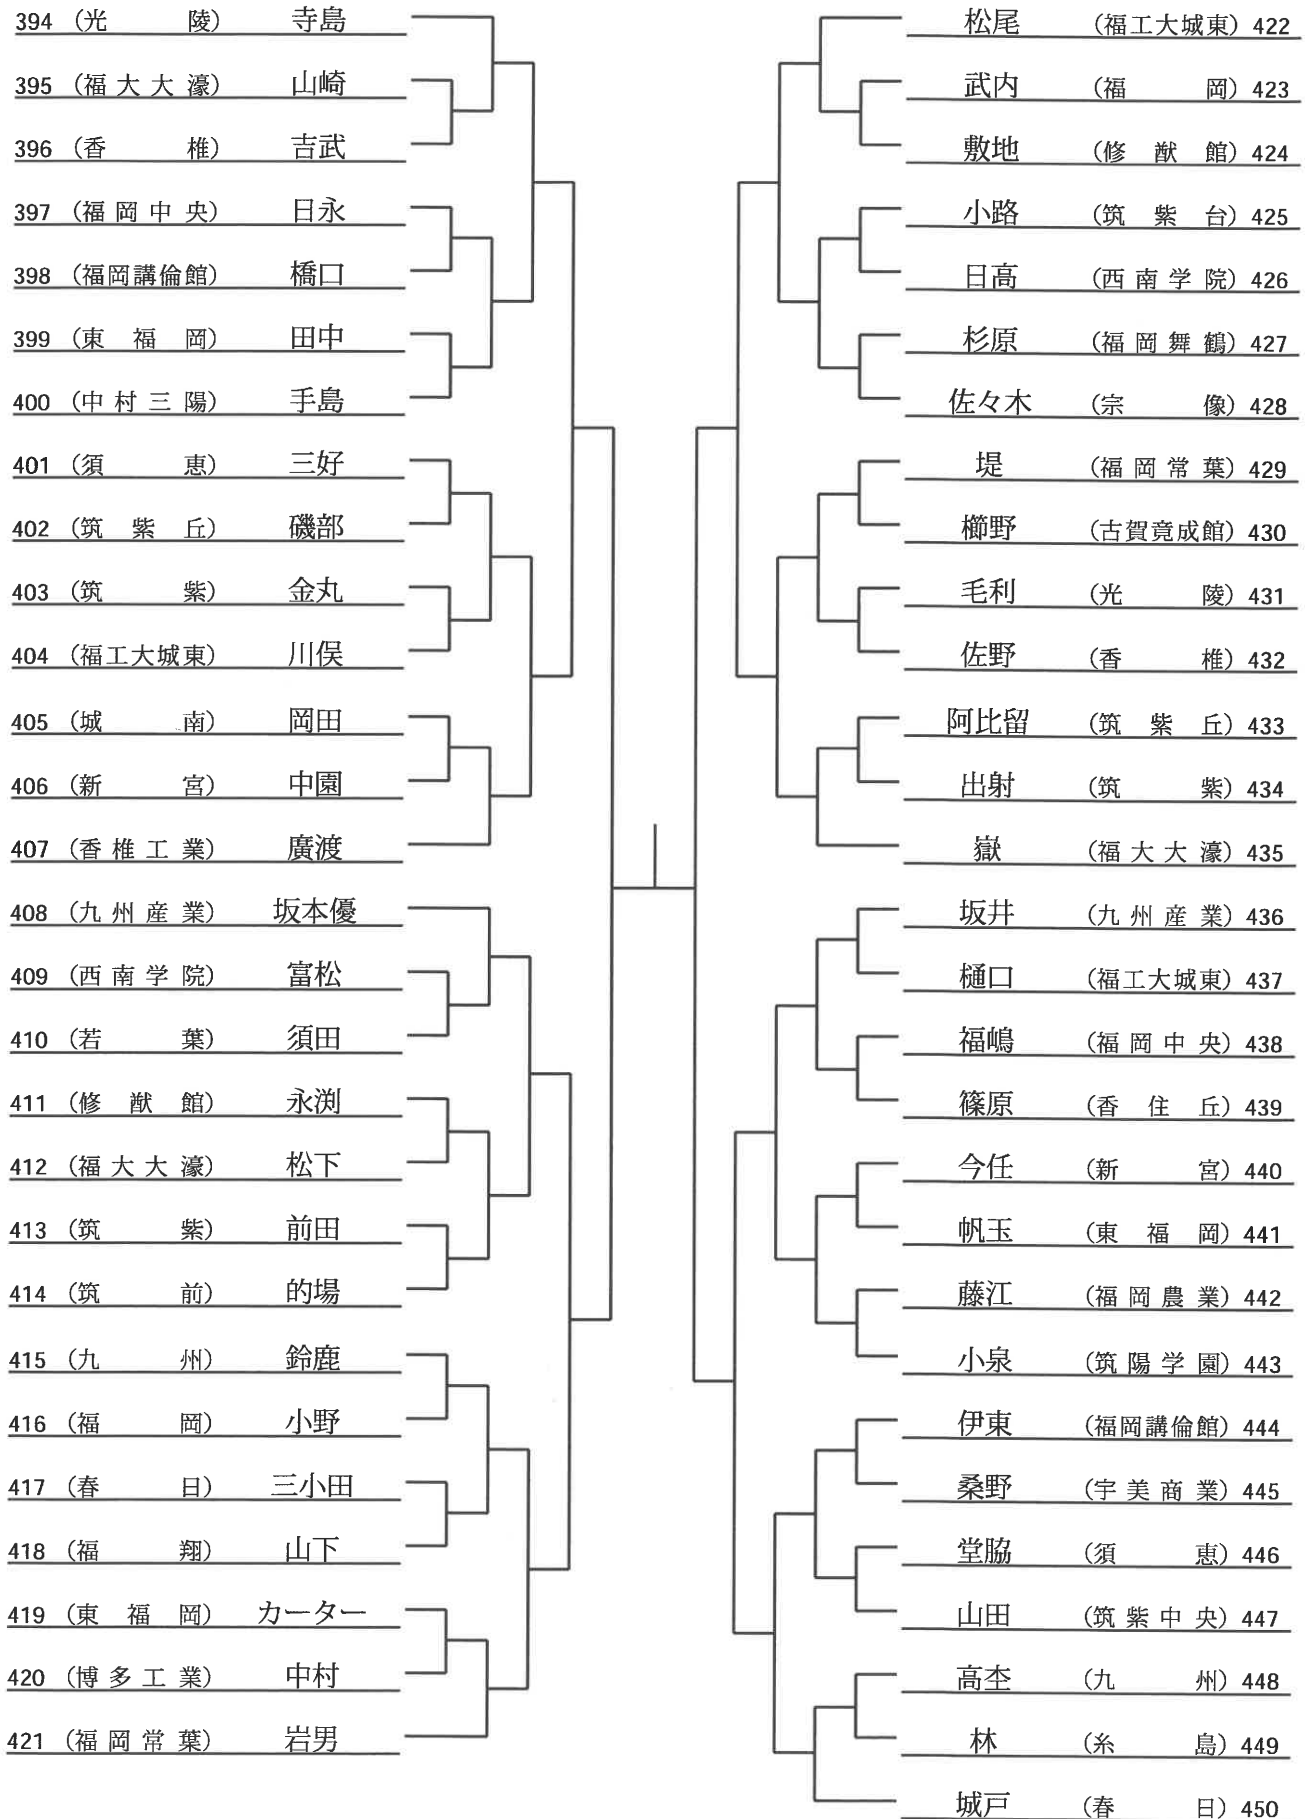 394 （光陵） 寺島
395 （福大大濠） 山崎
396 （香椎） 吉武
397 （福岡中央） 日永
398 （福岡講倫館） 橋口
399 （東福岡） 田中
400 （中村三陽） 手島
401 （須恵） 三好
402 （筑紫丘） 磯部
403 （筑紫） 金丸
404 （福工大城東） 川俣
405 （城南） 岡田
406 （新宮） 中園
407 （香椎工業） 廣渡
408 （九州産業） 坂本優
409 （西南学院） 富松
410 （若葉） 須田
411 （修猷館） 永渕
412 （福大大濠） 松下
413 （筑紫） 前田
414 （筑前） 的場
415 （九州） 鈴鹿
416 （福岡） 小野
417 （春日） 三小田
418 （福翔） 山下
419 （東福岡） カーター
420 （博多工業） 中村
421 （福岡常葉） 岩男
松尾 （福工大城東） 422
武内 （福岡） 423
敷地 （修猷館） 424
小路 （筑紫台） 425
日高 （西南学院） 426
杉原 （福岡舞鶴） 427
佐々木 （宗像） 428
堤 （福岡常葉） 429
櫛野 （古賀竟成館） 430
毛利 （光陵） 431
佐野 （香椎） 432
阿比留 （筑紫丘） 433
出射 （筑紫） 434
嶽 （福大大濠） 435
坂井 （九州産業） 436
樋口 （福工大城東） 437
福嶋 （福岡中央） 438
篠原 （香住丘） 439
今任 （新宮） 440
帆玉 （東福岡） 441
藤江 （福岡農業） 442
小泉 （筑陽学園） 443
伊東 （福岡講倫館） 444
桑野 （宇美商業） 445
堂脇 （須恵） 446
山田 （筑紫中央） 447
高杢 （九州） 448
林 （糸島） 449
城戸 （春日） 450